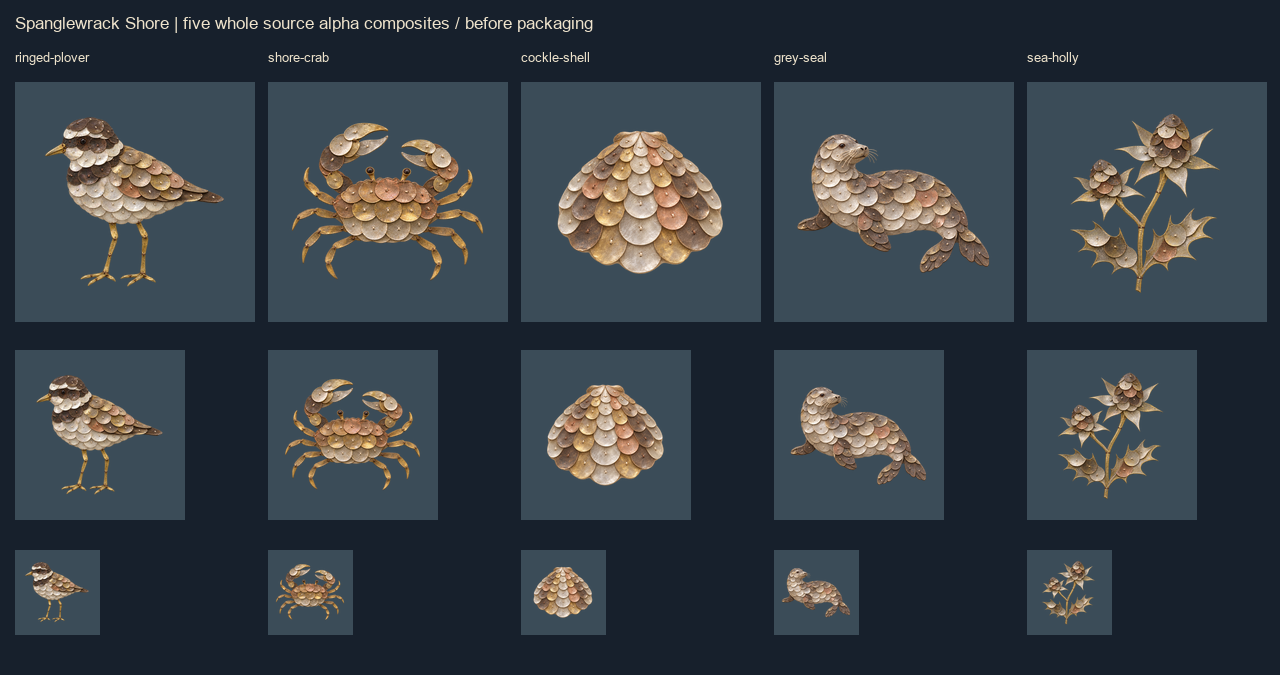 Spanglewrack Shore | five whole source alpha composites / before packaging
ringed-plover
shore-crab
cockle-shell
grey-seal
sea-holly